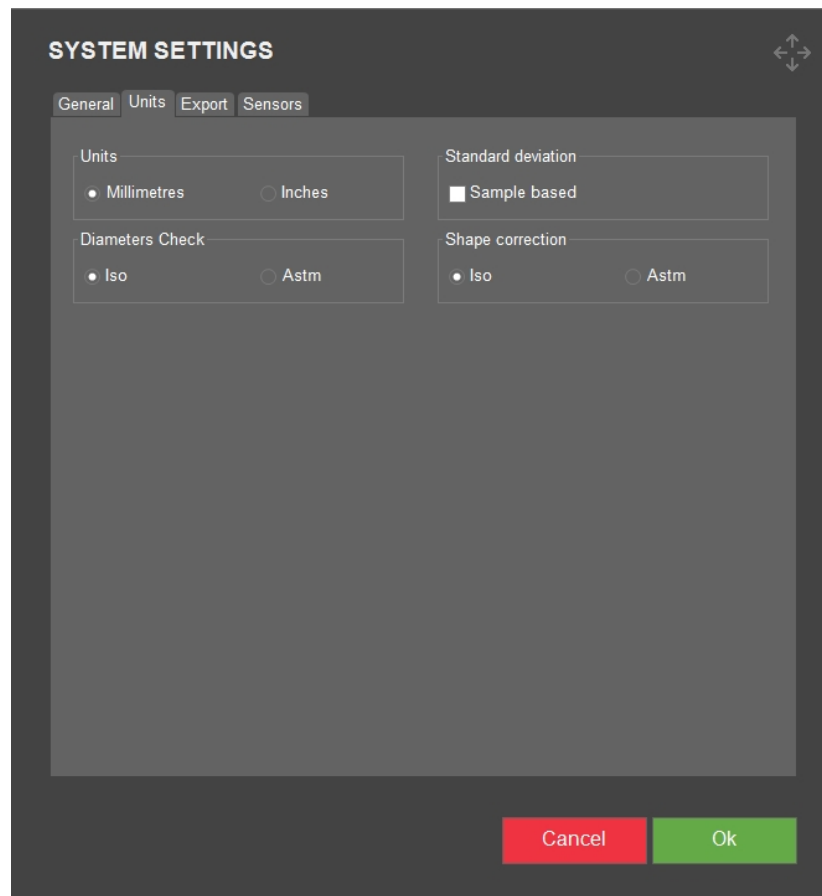 SYSTEM SETTINGS
General Units Export Sensors
Units
Millimetres Inches
Standard deviation
Sample based
Diameters Check
Iso Astm
Shape correction
Iso Astm
Cancel Ok